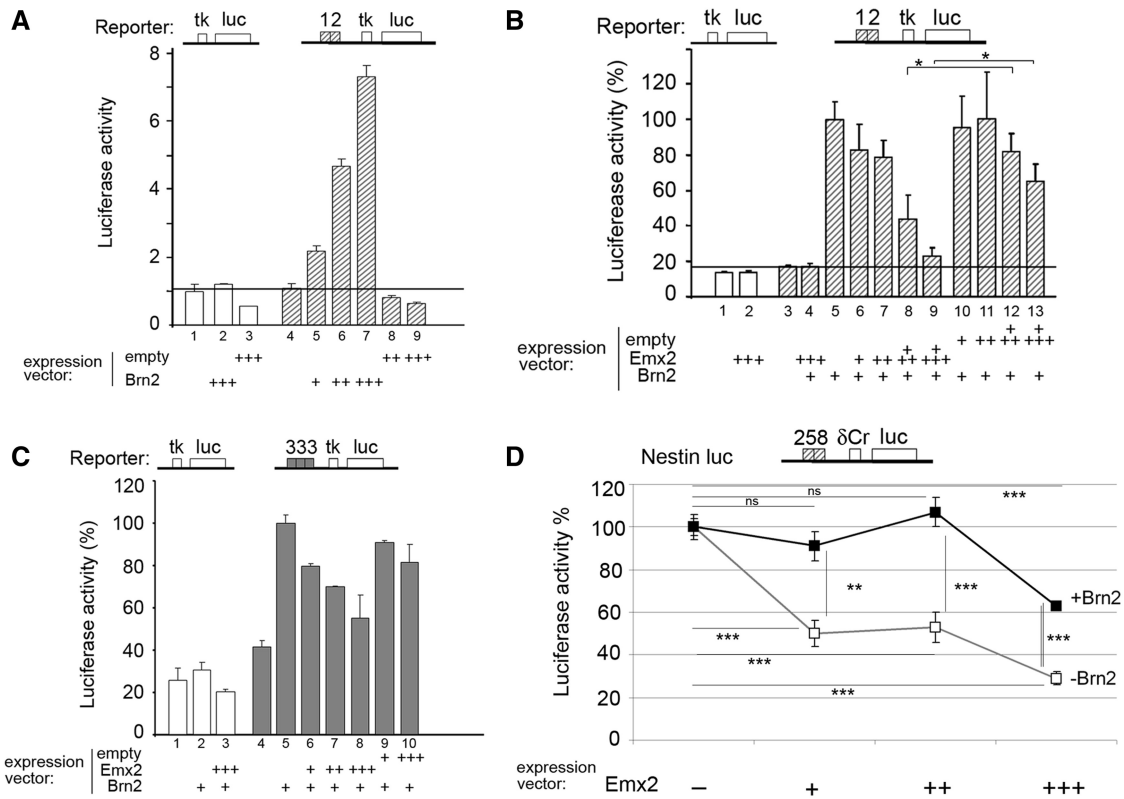 A
Reporter: tk luc 12 tk luc
Luciferase activity
8
6
4
2
0
1 2 3 4 5 6 7 8 9
expression vector:
empty +++ ++ +++
Brn2 +++ + ++ +++
B
Reporter: tk luc 12 tk luc
Luciferease activity (%)
* *
120
100
80
60
40
20
0
1 2 3 4 5 6 7 8 9 10 11 12 13
expression vector:
+ +
empty + ++ ++ +++
+ +
Emx2 +++ +++ + ++ ++ +++
Brn2 + + + + + + + + + +
C
Reporter: tk luc 333 tk luc
Luciferase activity (%)
120
100
80
60
40
20
0
1 2 3 4 5 6 7 8 9 10
expression vector:
empty + +++
Emx2 +++ + ++ +++
Brn2 + + + + + + + +
D
Nestin luc 258 δCr luc
Luciferase activity %
120
100
80
60
40
20
0
ns ns ***
** *** ***
***
***
***
+Brn2
-Brn2
expression vector:
Emx2 – + ++ +++